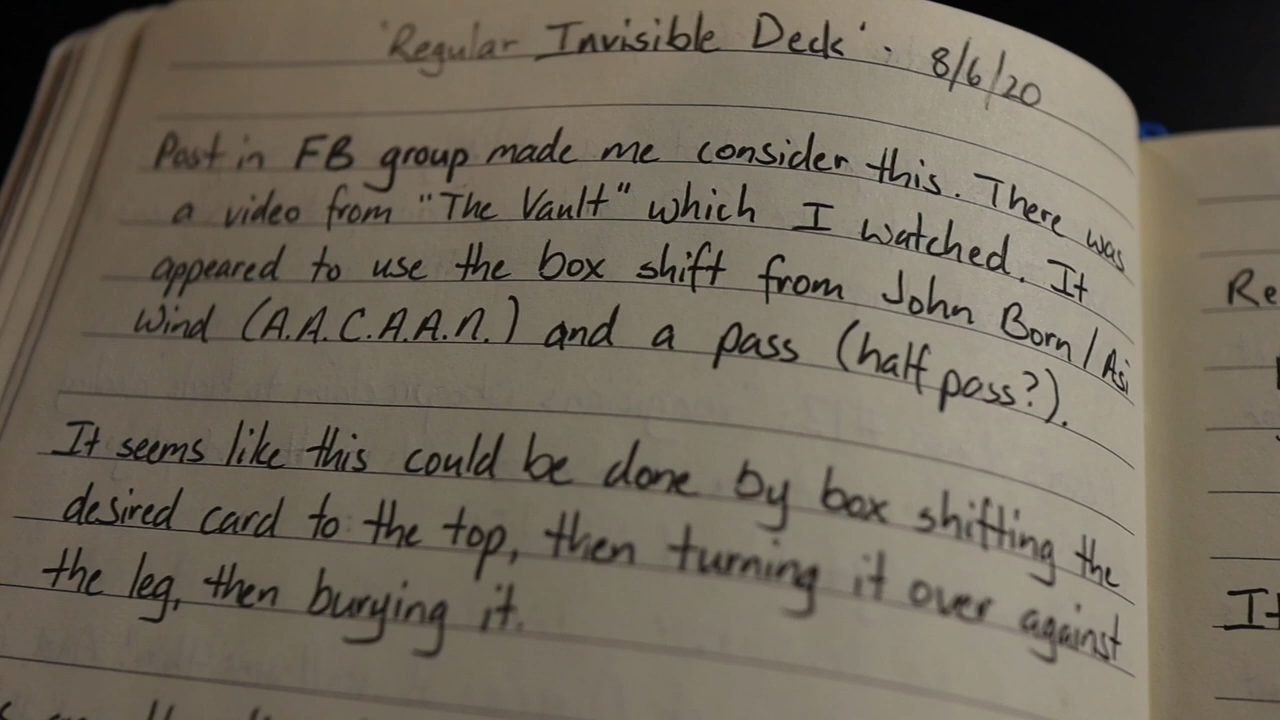 'Regular Invisible Deck'. 8/6/20
Post in FB group made me consider this. There was
a video from "The Vault" which I watched. It
appeared to use the box shift from John Born / Asi
Wind (A.A.C.A.A.N.) and a pass (half pass?).
It seems like this could be done by box shifting the
desired card to the top, then turning it over against
the leg, then burying it.
Re
It